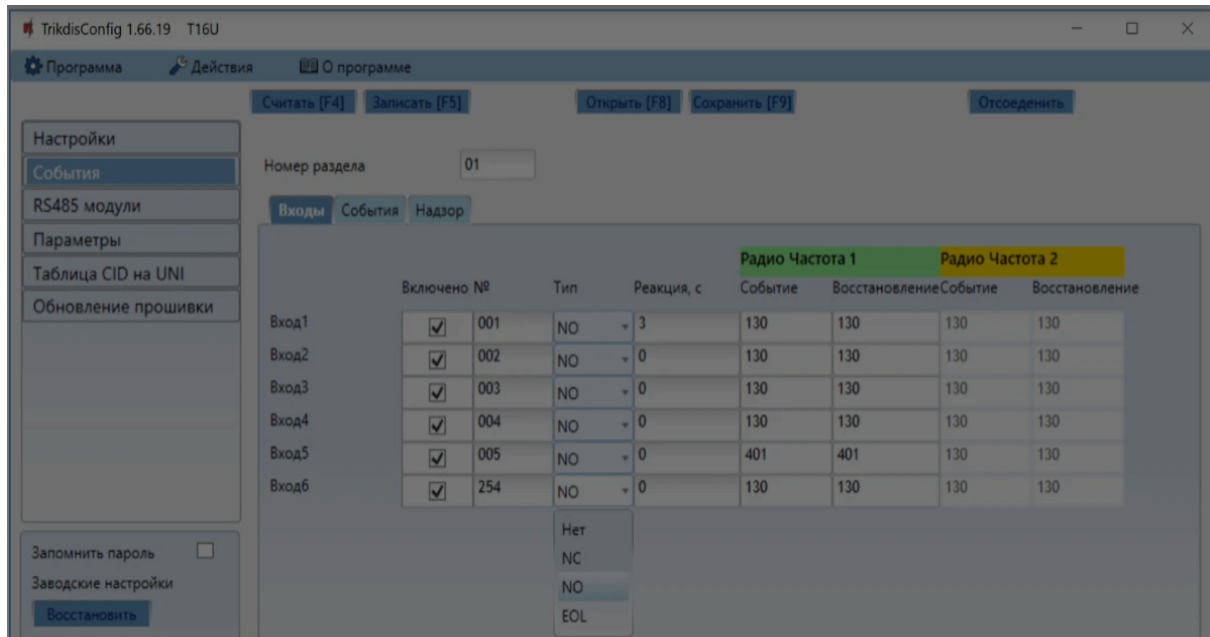 TrikdisConfig 1.66.19 T16U
Программа Действия О программе
Считать [F4] Записать [F5] Открыть [F8] Сохранить [F9] Отсоеденить
Настройки
События
RS485 модули
Параметры
Таблица CID на UNI
Обновление прошивки
Номер раздела 01
Входы События Надзор
Радио Частота 1 Радио Частота 2
Включено № Тип Реакция, с Событие Восстановление Событие Восстановление
Вход1 001 NO 3 130 130 130 130
Вход2 002 NO 0 130 130 130 130
Вход3 003 NO 0 130 130 130 130
Вход4 004 NO 0 130 130 130 130
Вход5 005 NO 0 401 401 130 130
Вход6 254 NO 0 130 130 130 130
Нет
NC
NO
EOL
Запомнить пароль
Заводские настройки
Восстановить